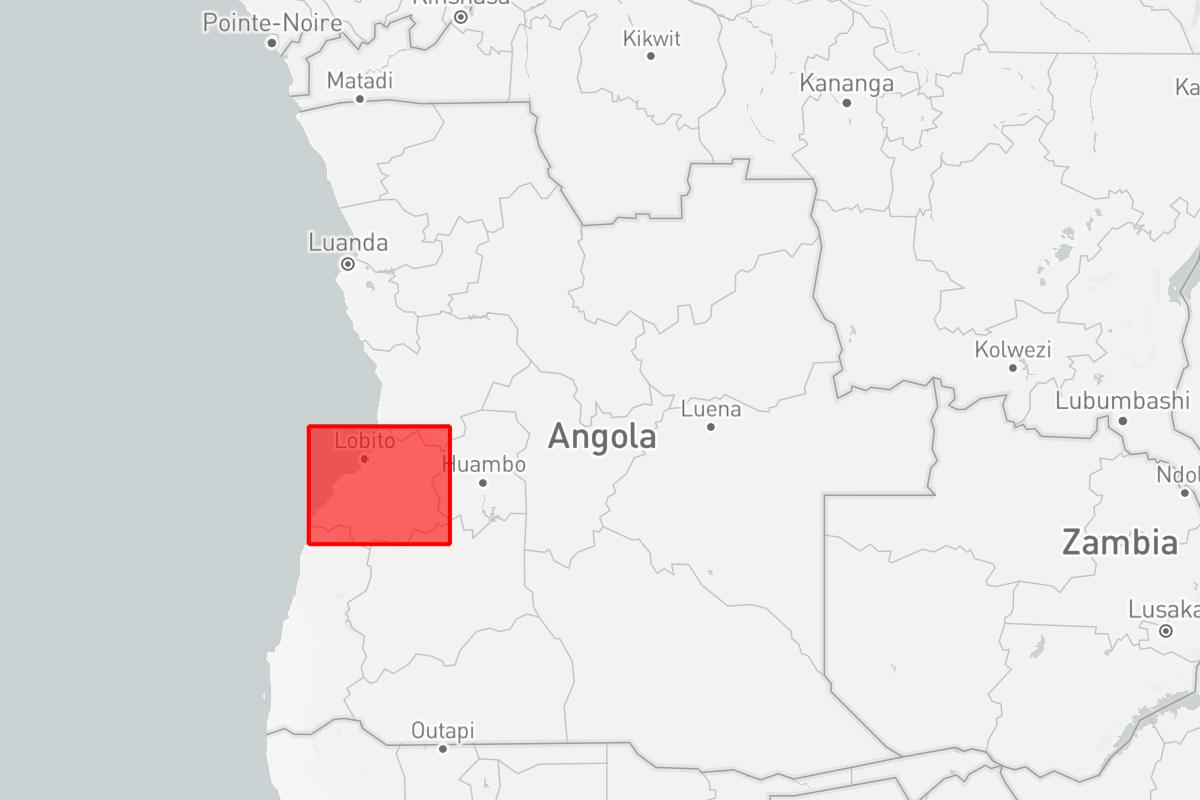 Kinshasa
Pointe-Noire
Kikwit
Matadi
Kananga
Ka
Luanda
Kolwezi
Lubumbashi
Luena
Lobito
Angola
Huambo
Ndol
Zambia
Lusaka
Outapi